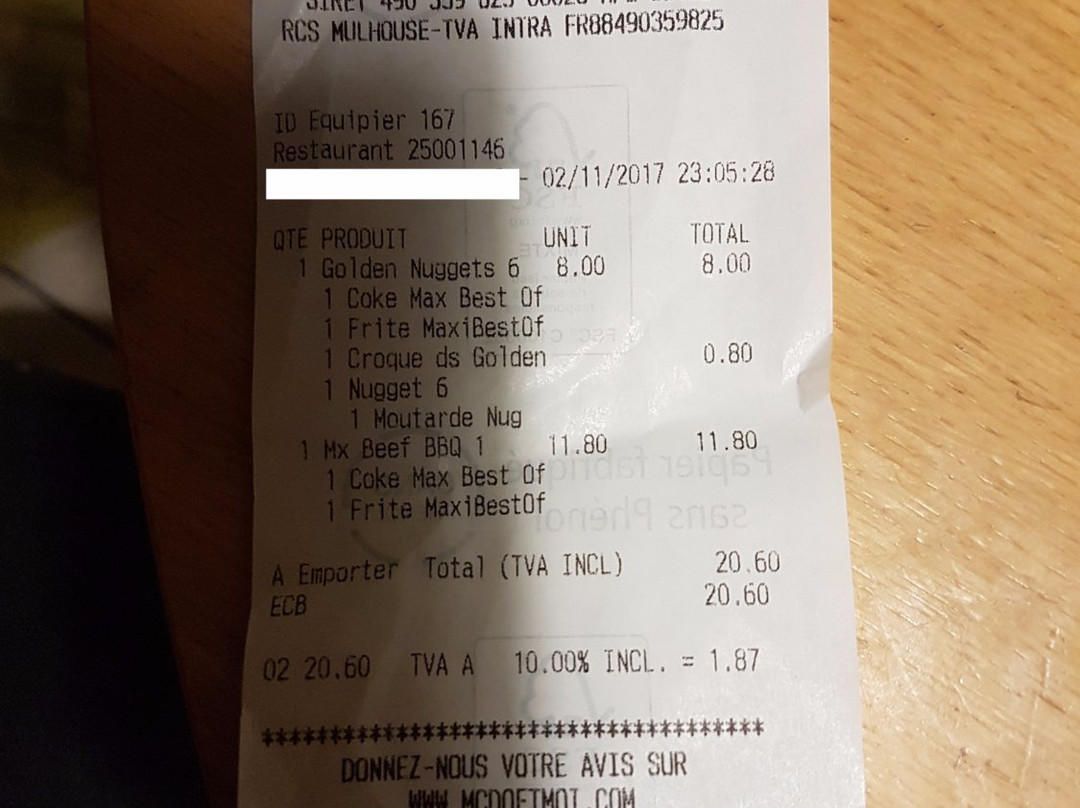 RCS MULHOUSE-TVA INTRA FR88490359825
ID Equipier 167
Restaurant 25001146
- 02/11/2017 23:05:28
QTE PRODUIT UNIT TOTAL
1 Golden Nuggets 6 8.00 8.00
1 Coke Max Best Of
1 Frite MaxiBestOf
1 Croque ds Golden 0.80
1 Nugget 6
1 Moutarde Nug
1 Mx Beef BBQ 1 11.80 11.80
1 Coke Max Best Of
1 Frite MaxiBestOf
A Emporter Total (TVA INCL) 20.60
ECB 20.60
02 20.60 TVA A 10.00% INCL. = 1.87
*************************************
DONNEZ-NOUS VOTRE AVIS SUR
WWW.MCDOETMOI.COM
Papier fabriqué
sans Phénol